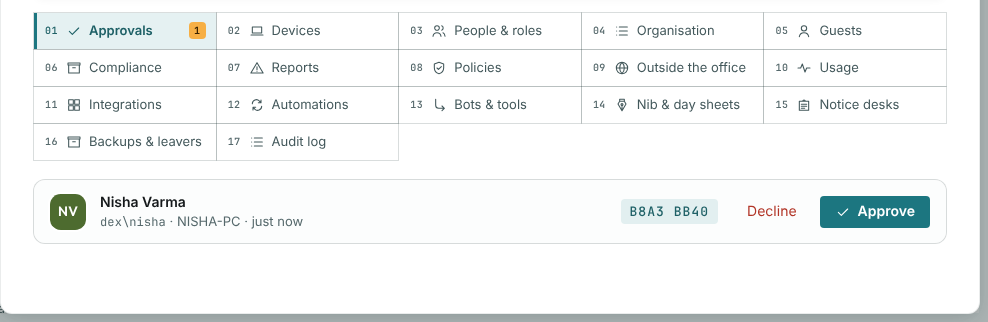 01 Approvals 1 02 Devices 03 People & roles 04 Organisation 05 Guests
06 Compliance 07 Reports 08 Policies 09 Outside the office 10 Usage
11 Integrations 12 Automations 13 Bots & tools 14 Nib & day sheets 15 Notice desks
16 Backups & leavers 17 Audit log
NV Nisha Varma
dex\nisha · NISHA-PC · just now
B8A3 BB40 Decline Approve